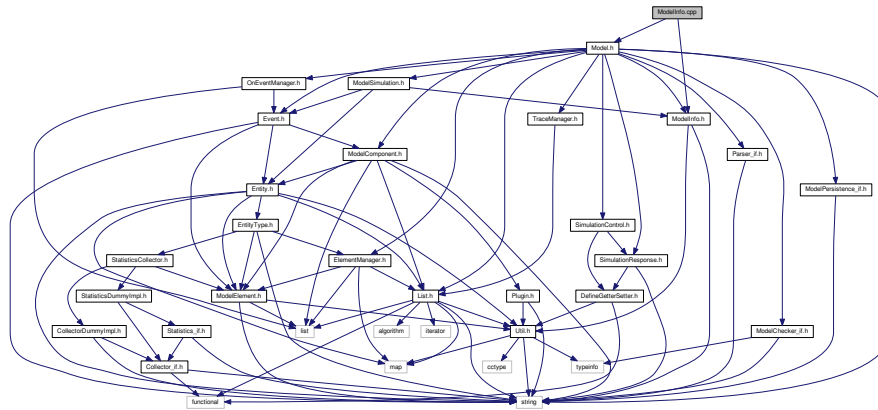 ModelInfo.cpp
Model.h
OnEventManager.h
ModelSimulation.h
Event.h
TraceManager.h
ModelInfo.h
ModelComponent.h
Parser_if.h
Entity.h
ModelPersistence_if.h
EntityType.h
SimulationControl.h
StatisticsCollector.h
ElementManager.h
SimulationResponse.h
StatisticsDummyImpl.h
ModelElement.h
List.h
Plugin.h
DefineGetterSetter.h
CollectorDummyImpl.h
Statistics_if.h
list
algorithm
iterator
Util.h
ModelChecker_if.h
Collector_if.h
map
cctype
typeinfo
functional
string